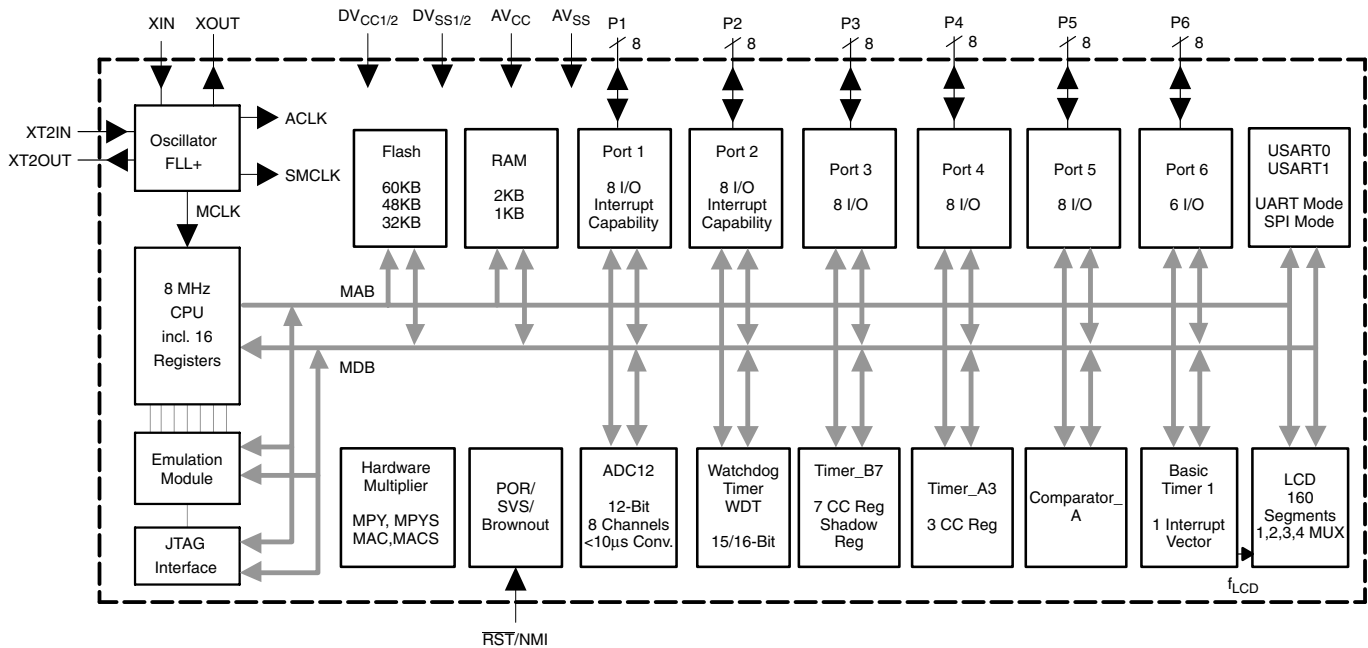 XIN XOUT DVCC1/2 DVSS1/2 AVCC AVSS P1 P2 P3 P4 P5 P6
8 8 8 8 8 8
XT2IN
XT2OUT
Oscillator
FLL+
ACLK
SMCLK
MCLK
Flash
60KB
48KB
32KB
RAM
2KB
1KB
Port 1
8 I/O
Interrupt
Capability
Port 2
8 I/O
Interrupt
Capability
Port 3
8 I/O
Port 4
8 I/O
Port 5
8 I/O
Port 6
6 I/O
USART0
USART1
UART Mode
SPI Mode
8 MHz
CPU
incl. 16
Registers
MAB
MDB
Emulation
Module
JTAG
Interface
Hardware
Multiplier
MPY, MPYS
MAC,MACS
POR/
SVS/
Brownout
ADC12
12-Bit
8 Channels
<10μs Conv.
Watchdog
Timer
WDT
15/16-Bit
Timer_B7
7 CC Reg
Shadow
Reg
Timer_A3
3 CC Reg
Comparator_
A
Basic
Timer 1
1 Interrupt
Vector
LCD
160
Segments
1,2,3,4 MUX
fLCD
RST/NMI